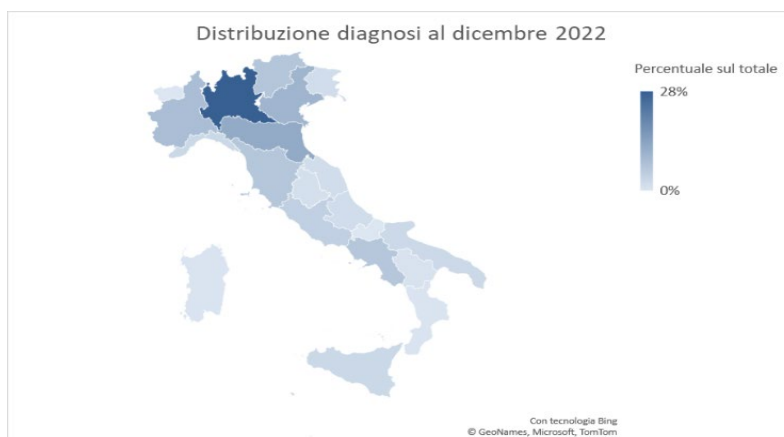 Distribuzione diagnosi al dicembre 2022
Percentuale sul totale
28%
0%
Con tecnologia Bing
© GeoNames, Microsoft, TomTom